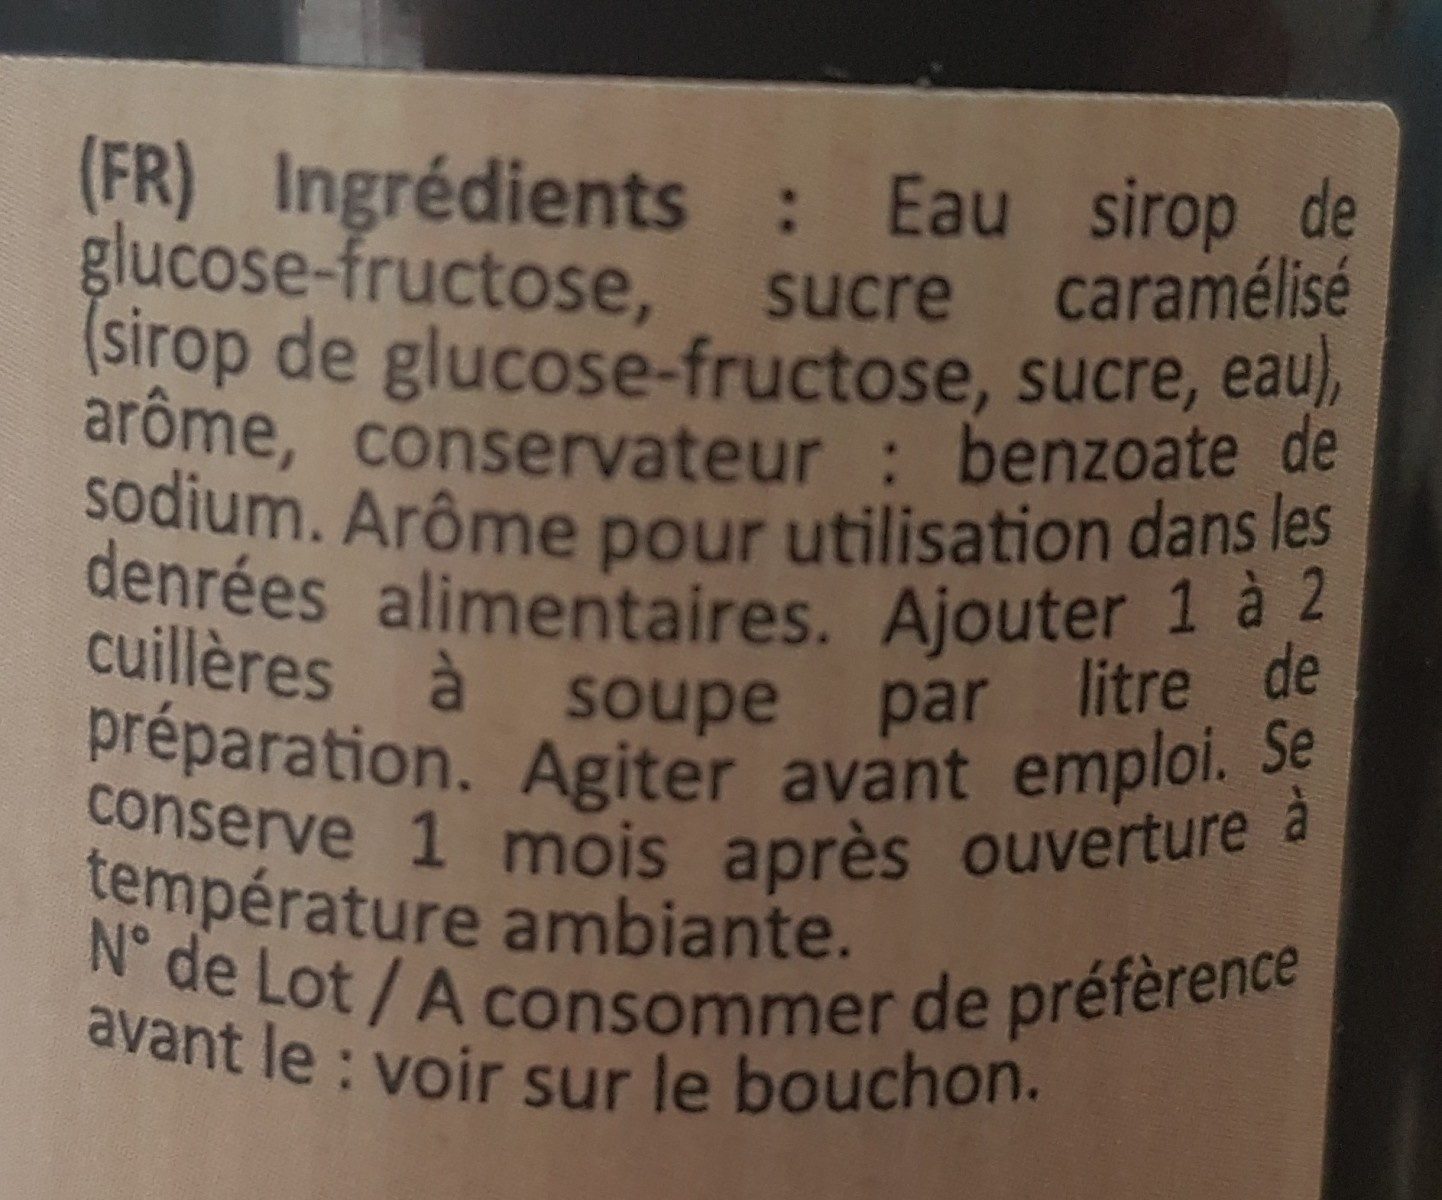 (FR) Ingrédients : Eau sirop de
glucose-fructose, sucre caramélisé
(sirop de glucose-fructose, sucre, eau),
arôme, conservateur : benzoate de
sodium. Arôme pour utilisation dans les
denrées alimentaires. Ajouter 1 à 2
cuillères à soupe par litre de
préparation. Agiter avant emploi. Se
conserve 1 mois après ouverture à
température ambiante.
N° de Lot / A consommer de préfèrence
avant le : voir sur le bouchon.